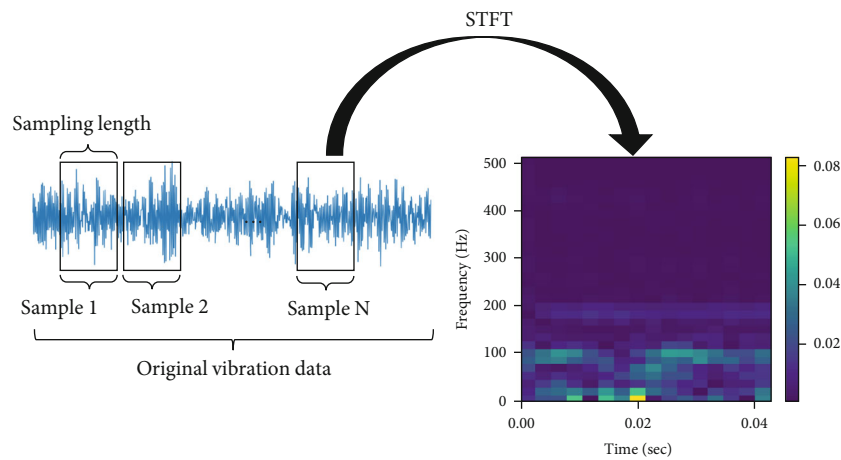 STFT
Sampling length
...
Sample 1
Sample 2
Sample N
Original vibration data
500
400
300
200
100
0
Frequency (Hz)
0.00
0.02
0.04
Time (sec)
0.08
0.06
0.04
0.02